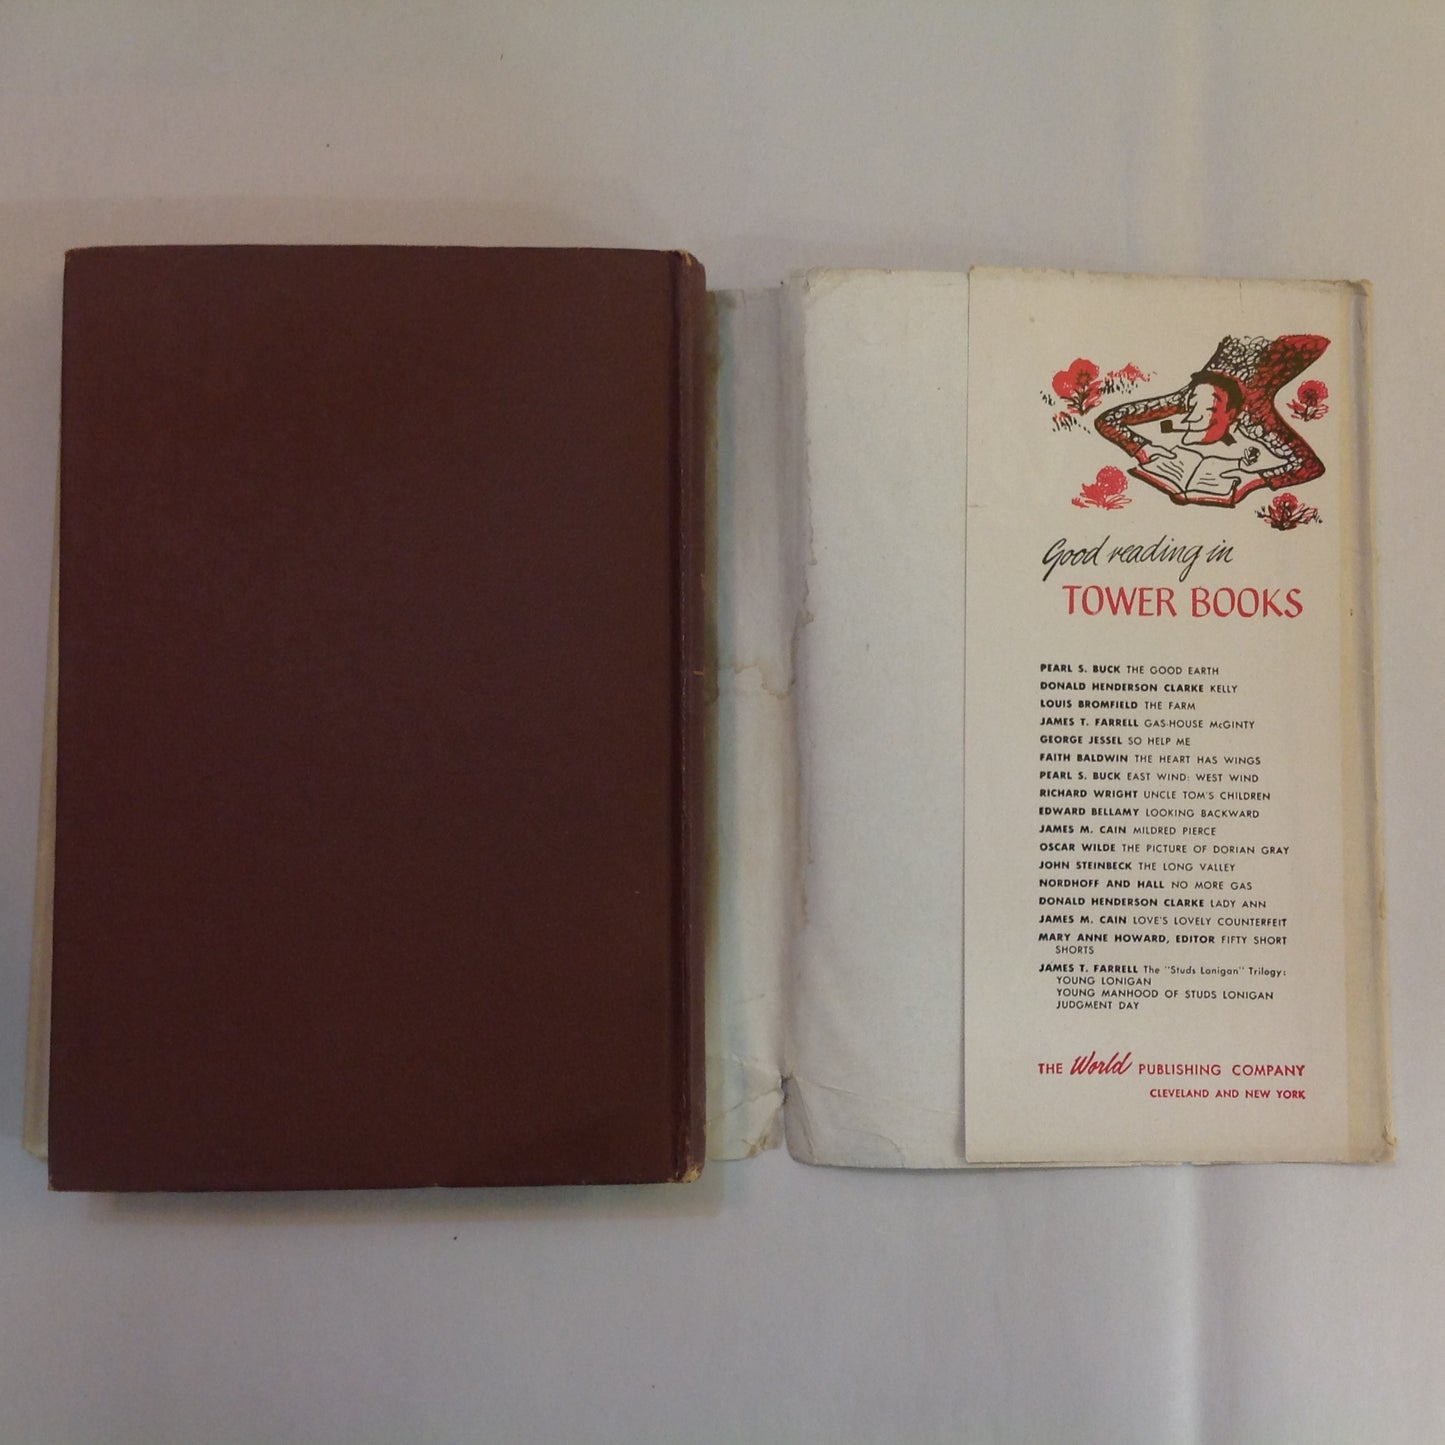 Good reading in
TOWER BOOKS
PEARL S. BUCK THE GOOD EARTH
DONALD HENDERSON CLARKE KELLY
LOUIS BROMFIELD THE FARM
JAMES T. FARRELL GAS-HOUSE McGINTY
GEORGE JESSEL SO HELP ME
FAITH BALDWIN THE HEART HAS WINGS
PEARL S. BUCK EAST WIND: WEST WIND
RICHARD WRIGHT UNCLE TOM'S CHILDREN
EDWARD BELLAMY LOOKING BACKWARD
JAMES M. CAIN MILDRED PIERCE
OSCAR WILDE THE PICTURE OF DORIAN GRAY
JOHN STEINBECK THE LONG VALLEY
NORDHOFF AND HALL NO MORE GAS
DONALD HENDERSON CLARKE LADY ANN
JAMES M. CAIN LOVE'S LOVELY COUNTERFEIT
MARY ANNE HOWARD, EDITOR FIFTY SHORT
SHORTS
JAMES T. FARRELL The "Studs Lonigan" Trilogy:
YOUNG LONIGAN
YOUNG MANHOOD OF STUDS LONIGAN
JUDGMENT DAY
THE World PUBLISHING COMPANY
CLEVELAND AND NEW YORK